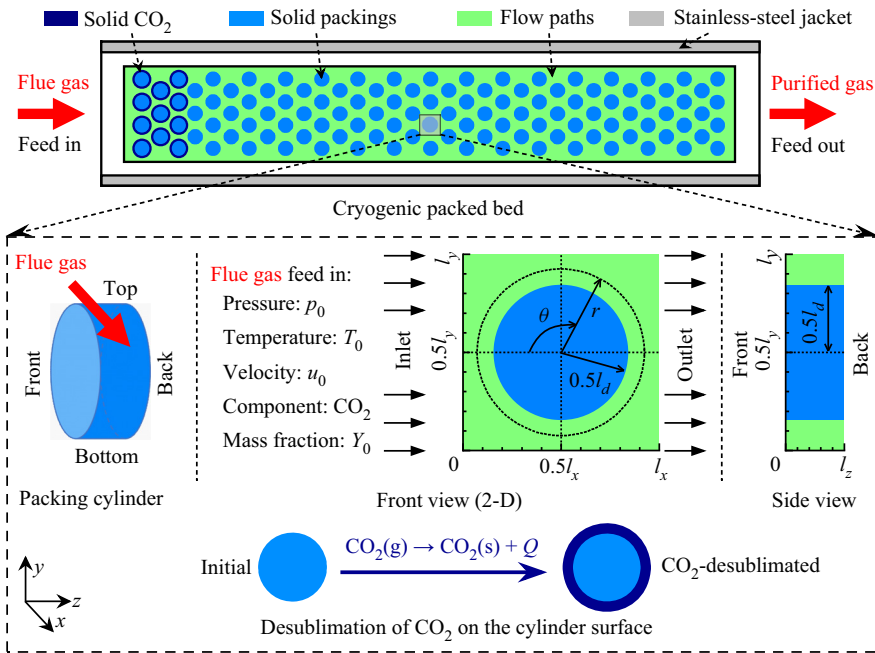 Solid CO2
Solid packings
Flow paths
Stainless-steel jacket
Flue gas
Feed in
Purified gas
Feed out
Cryogenic packed bed
Flue gas
Top
Front
Back
Bottom
Packing cylinder
Flue gas feed in:
Pressure: p0
Temperature: T0
Velocity: u0
Component: CO2
Mass fraction: Y0
Inlet
ly
0.5ly
0
0.5lx
lx
θ
r
0.5ld
Outlet
Front view (2-D)
Front
ly
0.5ly
0
lz
0.5ld
Back
Side view
Initial
CO2(g) → CO2(s) + Q
CO2-desublimated
Desublimation of CO2 on the cylinder surface
y
z
x